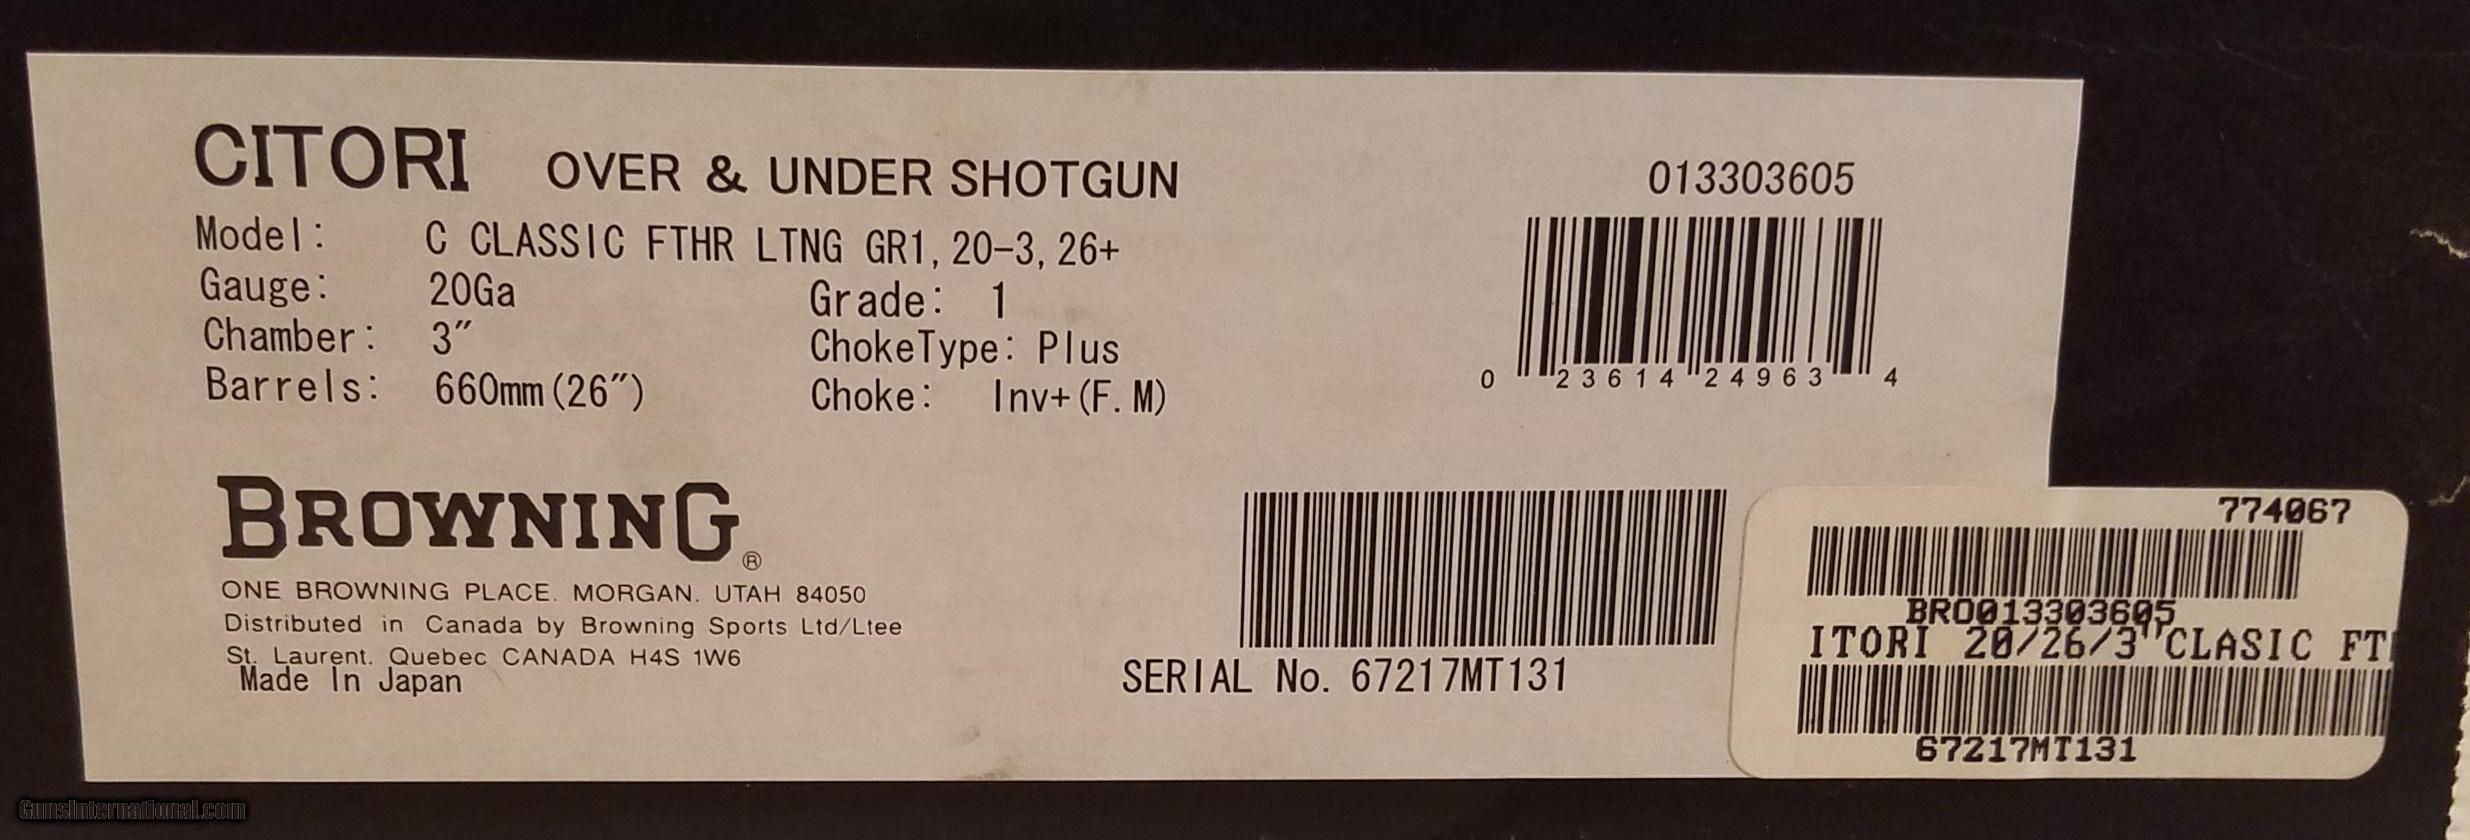 CITORI OVER & UNDER SHOTGUN
013303605
Model: C CLASSIC FTHR LTNG GR1, 20-3, 26+
Gauge: 20Ga Grade: 1
Chamber: 3" ChokeType: Plus
Barrels: 660mm(26") Choke: Inv+(F.M)
0 23614 24963 4
BROWNING®
ONE BROWNING PLACE. MORGAN. UTAH 84050
Distributed in Canada by Browning Sports Ltd/Ltee
St. Laurent. Quebec CANADA H4S 1W6
Made In Japan
SERIAL No. 67217MT131
774067
BRO013303605
ITORI 20/26/3"CLASIC FT
67217MT131
GunsInternational.com